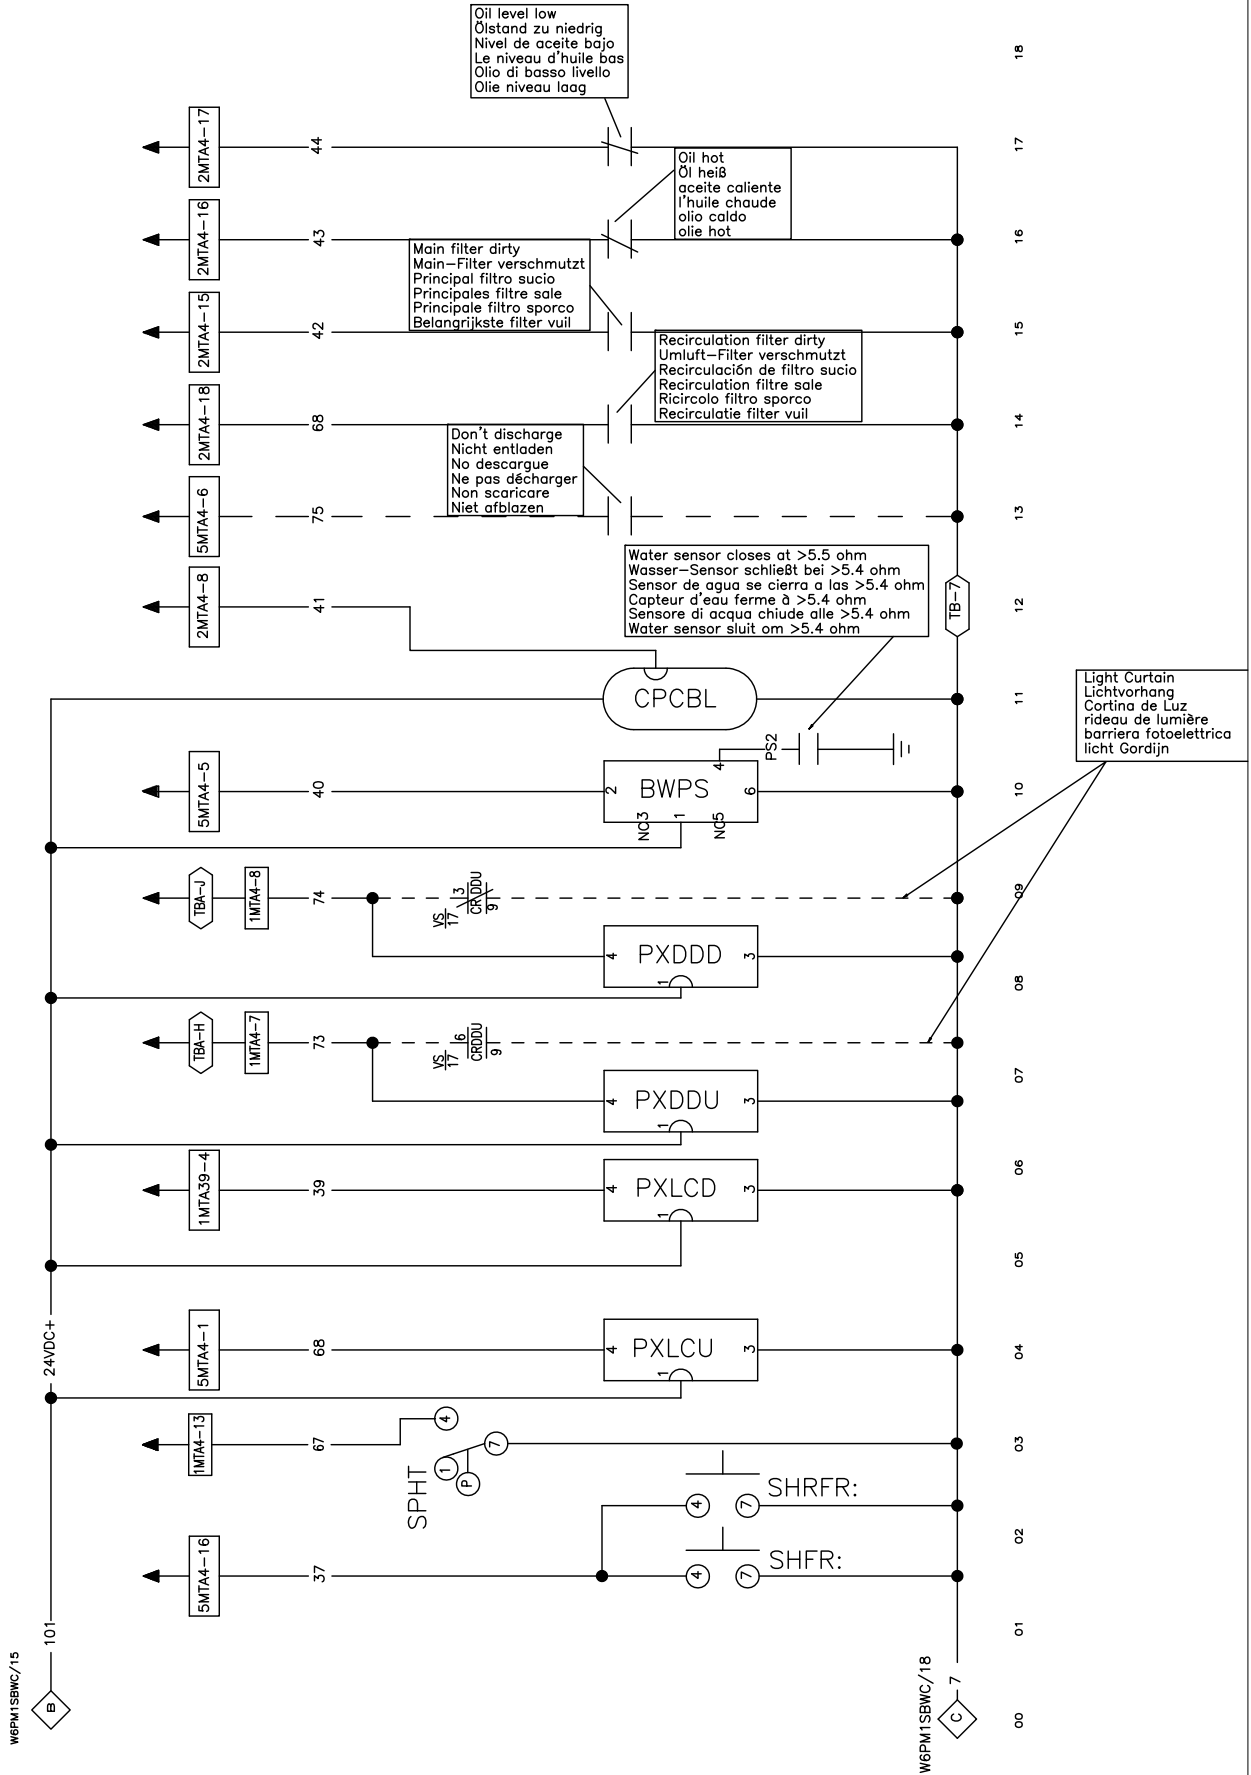 Oil level low
Ölstand zu niedrig
Nivel de aceite bajo
Le niveau d'huile bas
Olio di basso livello
Olie niveau laag
18
2MTA4-17
44
17
Oil hot
Öl heiß
aceite caliente
l'huile chaude
olio caldo
olie hot
2MTA4-16
43
16
Main filter dirty
Main-Filter verschmutzt
Principal filtro sucio
Principales filtre sale
Principale filtro sporco
Belangrijkste filter vuil
2MTA4-15
42
15
Recirculation filter dirty
Umluft-Filter verschmutzt
Recirculación de filtro sucio
Recirculation filtre sale
Ricircolo filtro sporco
Recirculatie filter vuil
2MTA4-18
68
14
Don't discharge
Nicht entladen
No descargue
Ne pas décharger
Non scaricare
Niet afblazen
5MTA4-6
75
13
Water sensor closes at >5.5 ohm
Wasser-Sensor schließt bei >5.4 ohm
Sensor de agua se cierra a las >5.4 ohm
Capteur d'eau ferme à >5.4 ohm
Sensore di acqua chiude alle >5.4 ohm
Water sensor sluit om >5.4 ohm
2MTA4-8
41
TB-7
12
CPCBL
11
Light Curtain
Lichtvorhang
Cortina de Luz
rideau de lumière
barriera fotoelettrica
licht Gordijn
PS2
4
5MTA4-5
40
2
BWPS
6
10
NO3
1
NO5
TBA-J
1MTA4-8
74
VS
17
3
CRDDU
9
09
4
PXDDD
3
1
08
TBA-H
1MTA4-7
73
VS
17
6
CRDDU
9
07
4
PXDDU
3
1
06
1MTA39-4
39
4
PXLCD
3
1
05
24VDC+
5MTA4-1
68
4
PXLCU
3
1
04
1MTA4-13
67
4
7
1
P
SPHT
03
4
7
SHRFR:
02
5MTA4-16
37
4
7
SHFR:
01
101
W6PM1SBWC/15
B
W6PM1SBWC/18
C
7
00